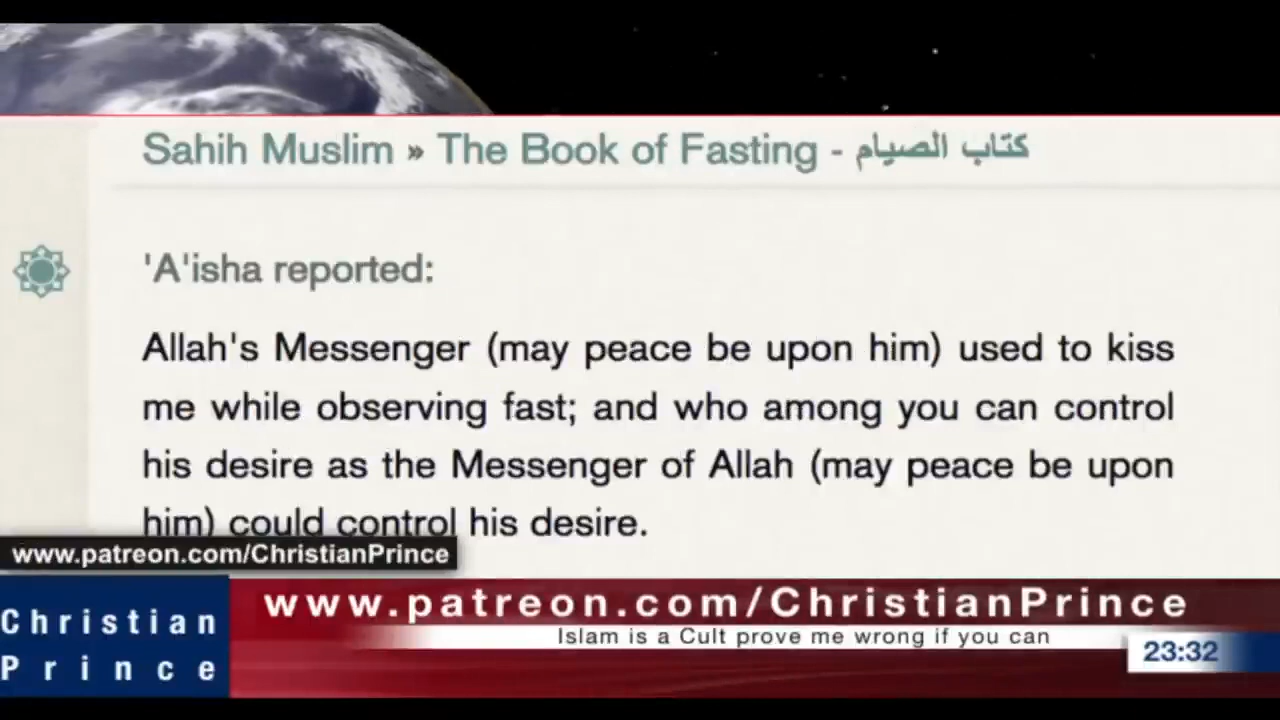 Sahih Muslim » The Book of Fasting - كتاب الصيام
'A'isha reported:
Allah's Messenger (may peace be upon him) used to kiss
me while observing fast; and who among you can control
his desire as the Messenger of Allah (may peace be upon
him) could control his desire.
www.patreon.com/ChristianPrince
Christian
Prince
www.patreon.com/ChristianPrince
Islam is a Cult prove me wrong if you can
23:32